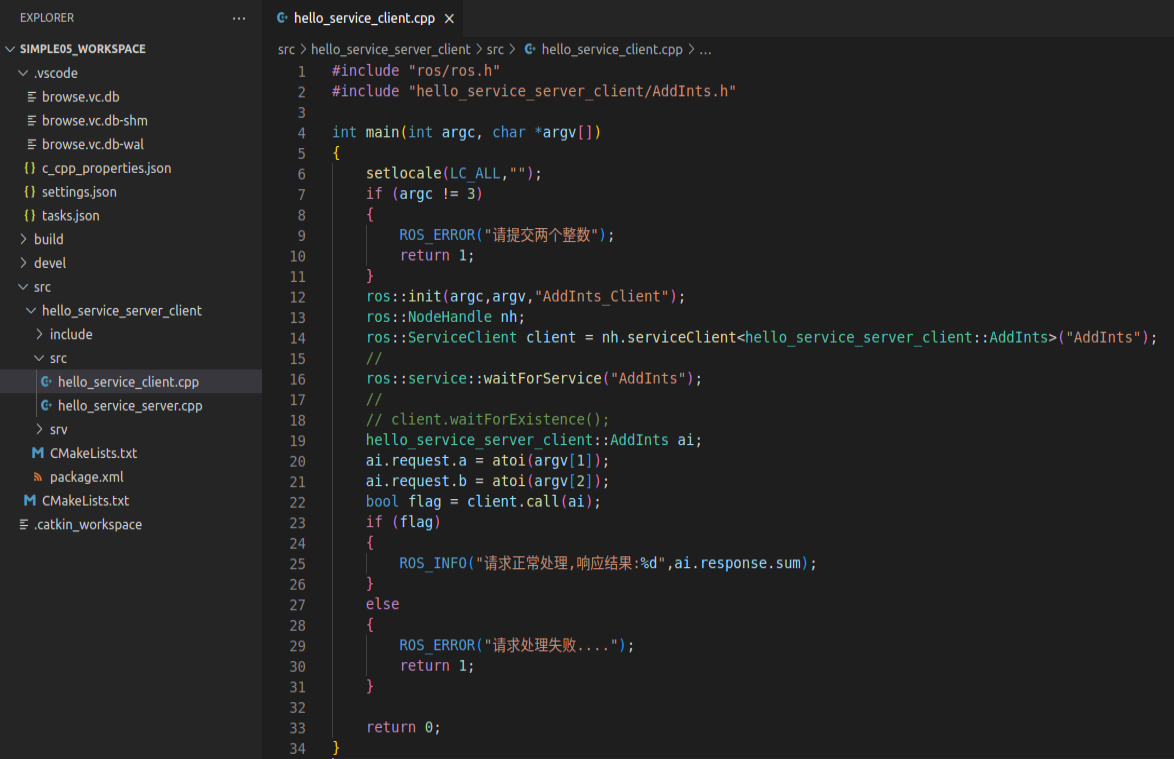 EXPLORER
...
SIMPLE05_WORKSPACE
.vscode
browse.vc.db
browse.vc.db-shm
browse.vc.db-wal
{} c_cpp_properties.json
{} settings.json
{} tasks.json
build
devel
src
hello_service_server_client
include
src
hello_service_client.cpp
hello_service_server.cpp
srv
CMakeLists.txt
package.xml
CMakeLists.txt
.catkin_workspace
hello_service_client.cpp ×
src > hello_service_server_client > src > hello_service_client.cpp > ...
1 #include "ros/ros.h"
2 #include "hello_service_server_client/AddInts.h"
3
4 int main(int argc, char *argv[])
5 {
6 setlocale(LC_ALL,"");
7 if (argc != 3)
8 {
9 ROS_ERROR("请提交两个整数");
10 return 1;
11 }
12 ros::init(argc,argv,"AddInts_Client");
13 ros::NodeHandle nh;
14 ros::ServiceClient client = nh.serviceClient<hello_service_server_client::AddInts>("AddInts");
15 //
16 ros::service::waitForService("AddInts");
17 //
18 // client.waitForExistence();
19 hello_service_server_client::AddInts ai;
20 ai.request.a = atoi(argv[1]);
21 ai.request.b = atoi(argv[2]);
22 bool flag = client.call(ai);
23 if (flag)
24 {
25 ROS_INFO("请求正常处理,响应结果:%d",ai.response.sum);
26 }
27 else
28 {
29 ROS_ERROR("请求处理失败....");
30 return 1;
31 }
32
33 return 0;
34 }